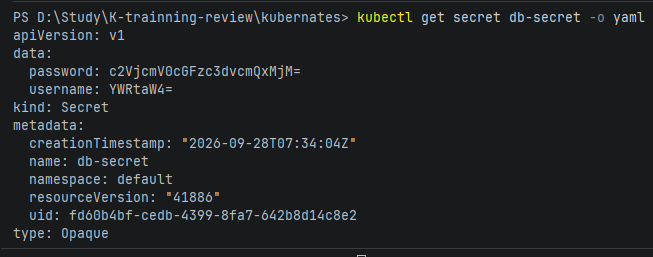 PS D:\Study\K-trainning-review\kubernates> kubectl get secret db-secret -o yaml
apiVersion: v1
data:
  password: c2VjcmV0cGFzc3dvcmQxMjM=
  username: YWRtaW4=
kind: Secret
metadata:
  creationTimestamp: "2026-09-28T07:34:04Z"
  name: db-secret
  namespace: default
  resourceVersion: "41886"
  uid: fd60b4bf-cedb-4399-8fa7-642b8d14c8e2
type: Opaque